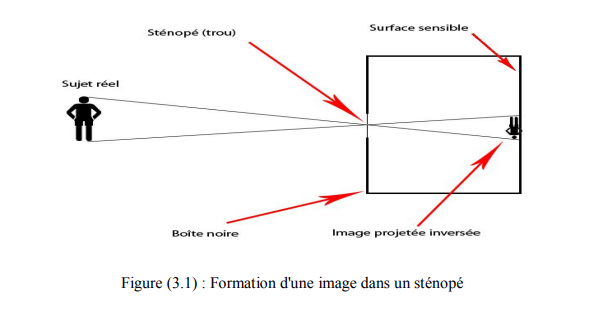 Sténopé (trou)
Surface sensible
Sujet réel
Boîte noire
Image projetée inversée
Figure (3.1) : Formation d'une image dans un sténopé